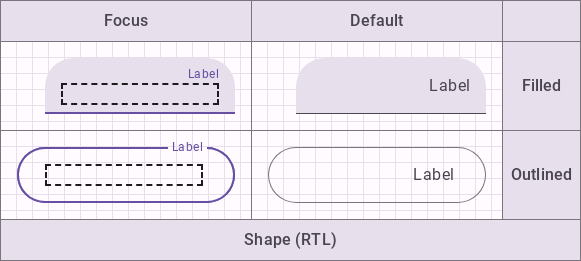 Focus
Default
Label
Label
Filled
Label
Label
Outlined
Shape (RTL)